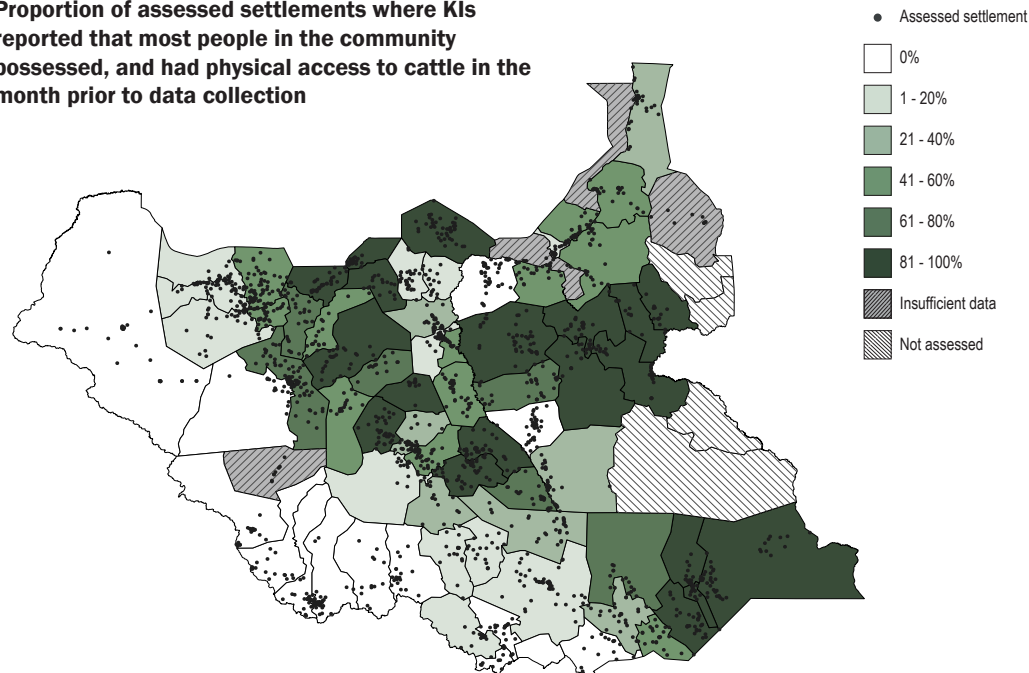 Proportion of assessed settlements where KIs
reported that most people in the community
possessed, and had physical access to cattle in the
month prior to data collection
Assessed settlement
0%
1 - 20%
21 - 40%
41 - 60%
61 - 80%
81 - 100%
Insufficient data
Not assessed